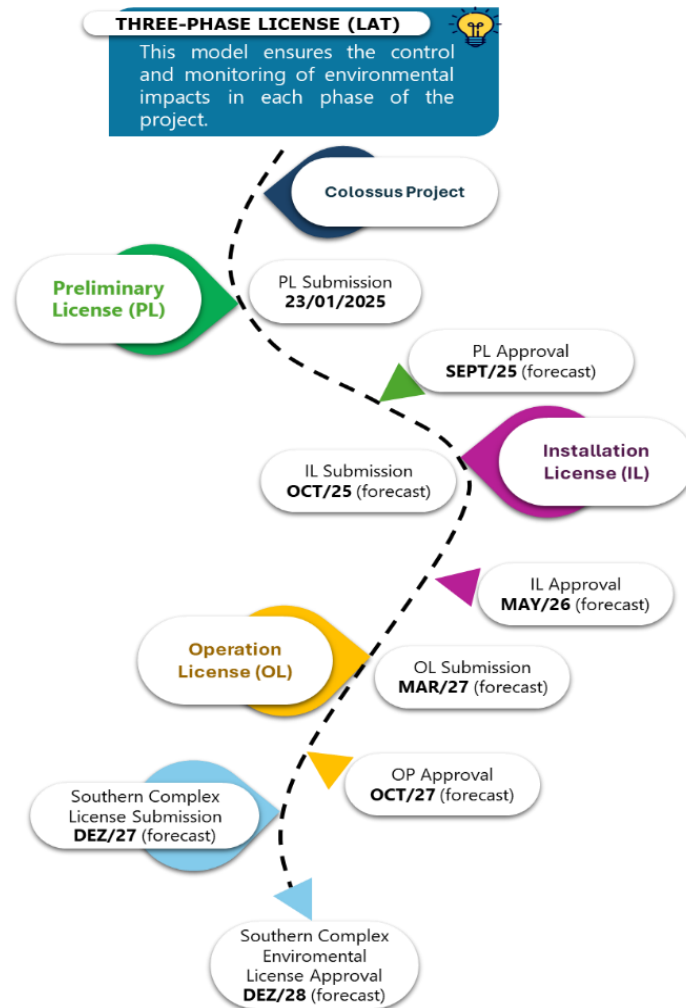 THREE-PHASE LICENSE (LAT)
This model ensures the control
and monitoring of environmental
impacts in each phase of the
project.
Colossus Project
Preliminary
License (PL)
PL Submission
23/01/2025
PL Approval
SEPT/25 (forecast)
Installation
License (IL)
IL Submission
OCT/25 (forecast)
IL Approval
MAY/26 (forecast)
Operation
License (OL)
OL Submission
MAR/27 (forecast)
OP Approval
OCT/27 (forecast)
Southern Complex
License Submission
DEZ/27 (forecast)
Southern Complex
Enviromental
License Approval
DEZ/28 (forecast)